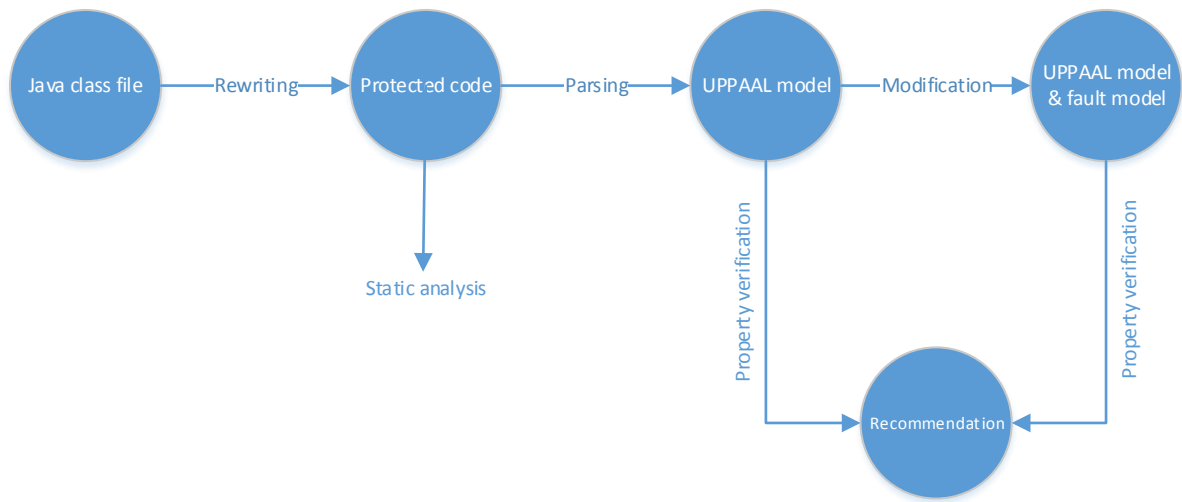 Java class file
Rewriting
Protected code
Parsing
UPPAAL model
Modification
UPPAAL model
& fault model
Static analysis
Property verification
Property verification
Recommendation